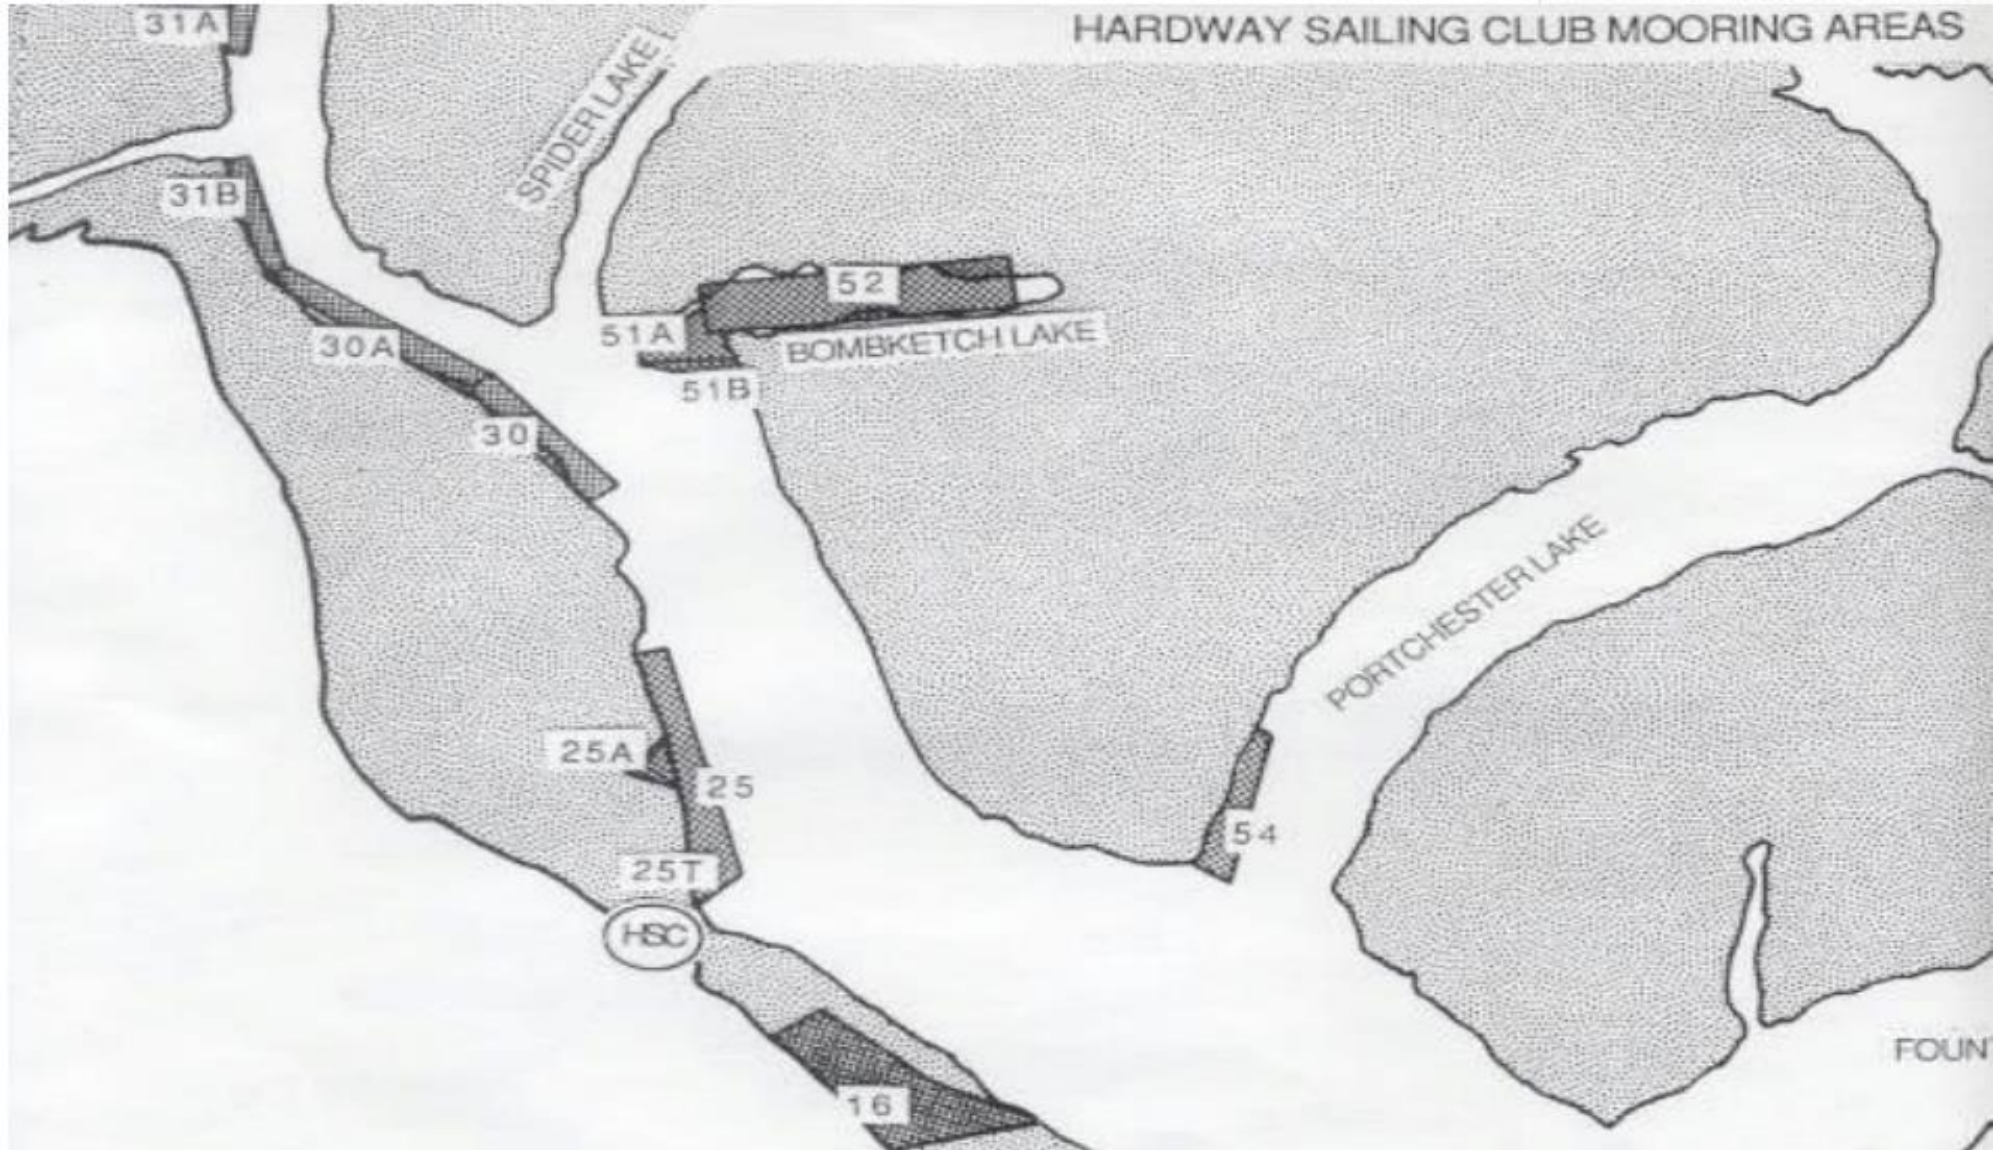 31A
HARDWAY SAILING CLUB MOORING AREAS
SPIDER LAKE
31B
52
51A
BOMBKETCH LAKE
30A
51B
30
PORTCHESTER LAKE
25A
25
54
25T
HSC
FOUN
16